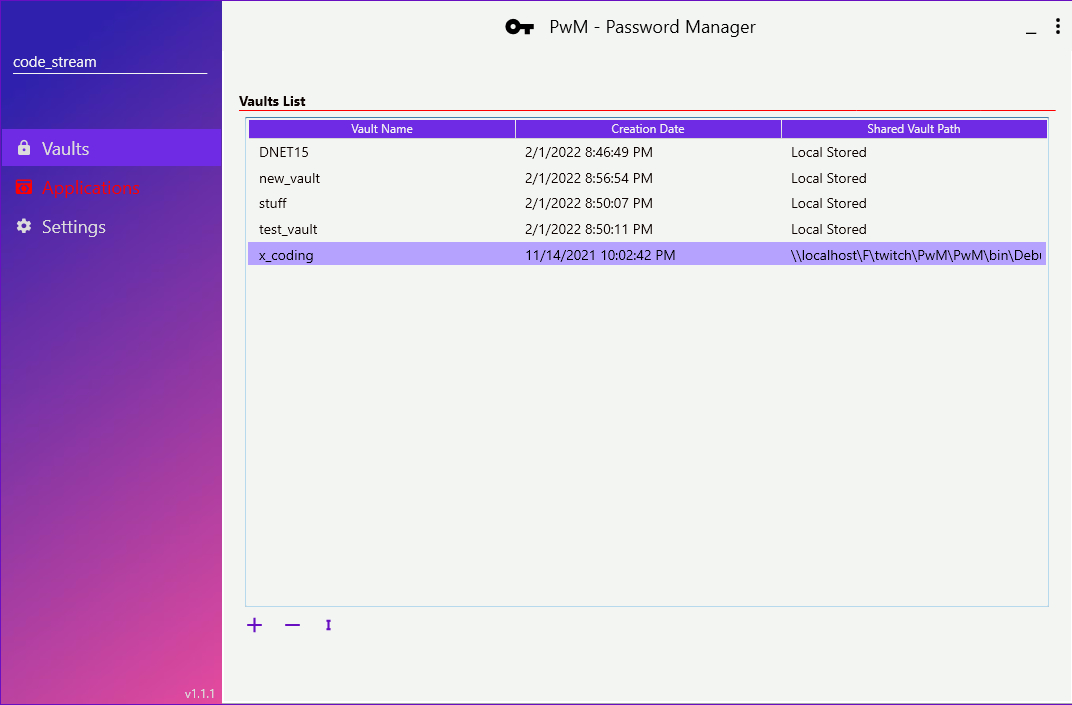 PwM - Password Manager
code_stream
Vaults
Applications
Settings
v1.1.1
Vaults List
Vault Name Creation Date Shared Vault Path
DNET15 2/1/2022 8:46:49 PM Local Stored
new_vault 2/1/2022 8:56:54 PM Local Stored
stuff 2/1/2022 8:50:07 PM Local Stored
test_vault 2/1/2022 8:50:11 PM Local Stored
x_coding 11/14/2021 10:02:42 PM \\localhost\F\twitch\PwM\PwM\bin\Deb